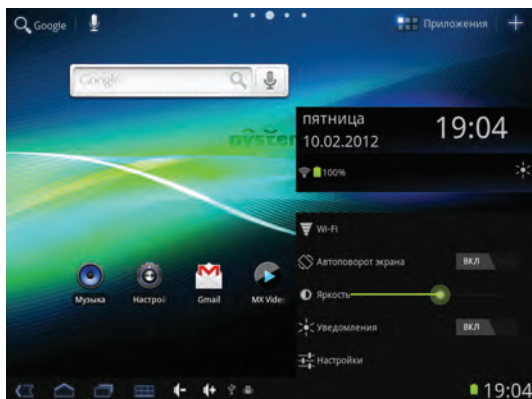 Google
Приложения
Google
oyster
пятница
19:04
10.02.2012
100%
Wi-Fi
Автоповорот экрана
ВКЛ
Яркость
Уведомления
ВКЛ
Настройки
Музыка
Настрой
Gmail
MX Video
19:04